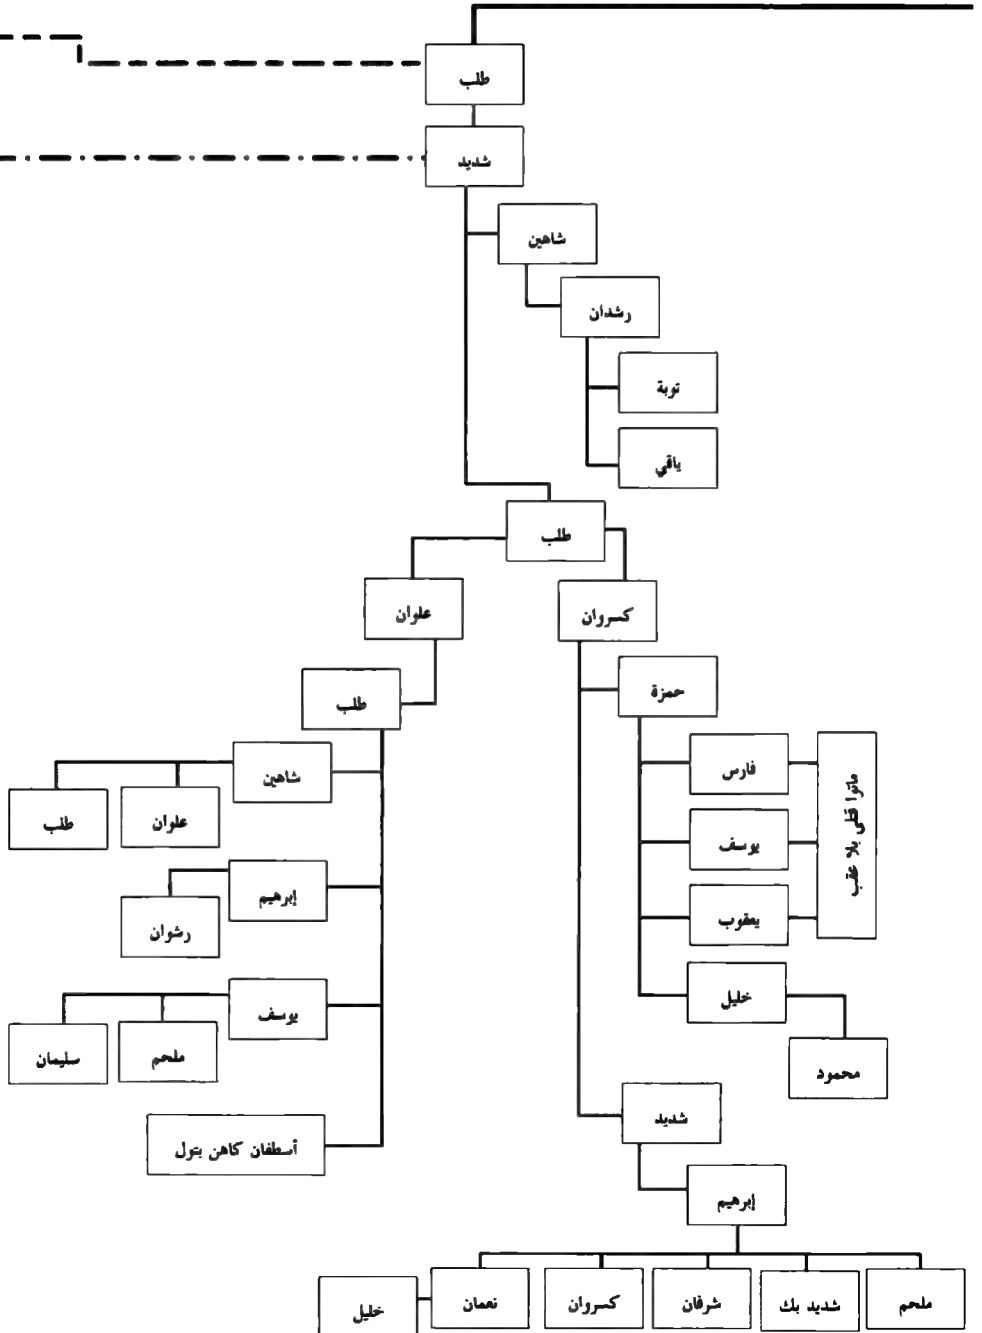 طلب
شديد
شاهين
رشدان
توبة
ياقي
طلب
علوان
كسروان
حمزة
طلب
فارس
شاهين
علوان
طلب
يوسف
ماتوا قتلى بلا عقب
إبرهيم
رشوان
يعقوب
خليل
يوسف
ملحم
سليمان
محمود
شديد
أسطفان كاهن بتول
إبرهيم
ملحم
شديد بك
شرفان
كسروان
نعمان
خليل